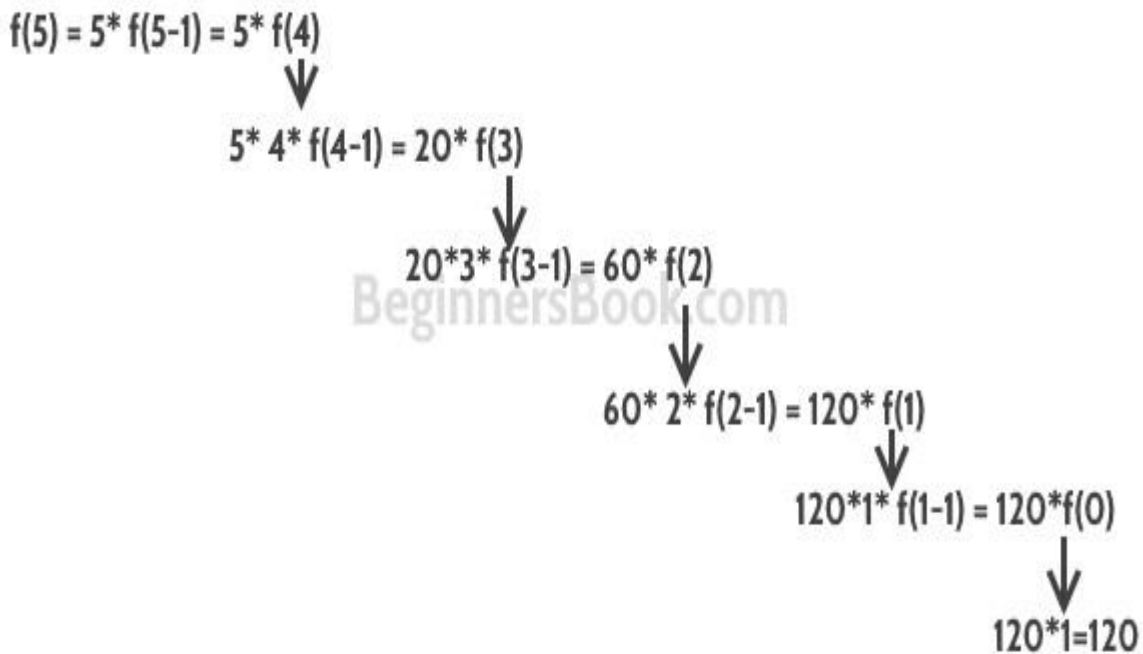 f(5) = 5* f(5-1) = 5* f(4)
5* 4* f(4-1) = 20* f(3)
20*3* f(3-1) = 60* f(2)
BeginnersBook.com
60* 2* f(2-1) = 120* f(1)
120*1* f(1-1) = 120*f(0)
120*1=120